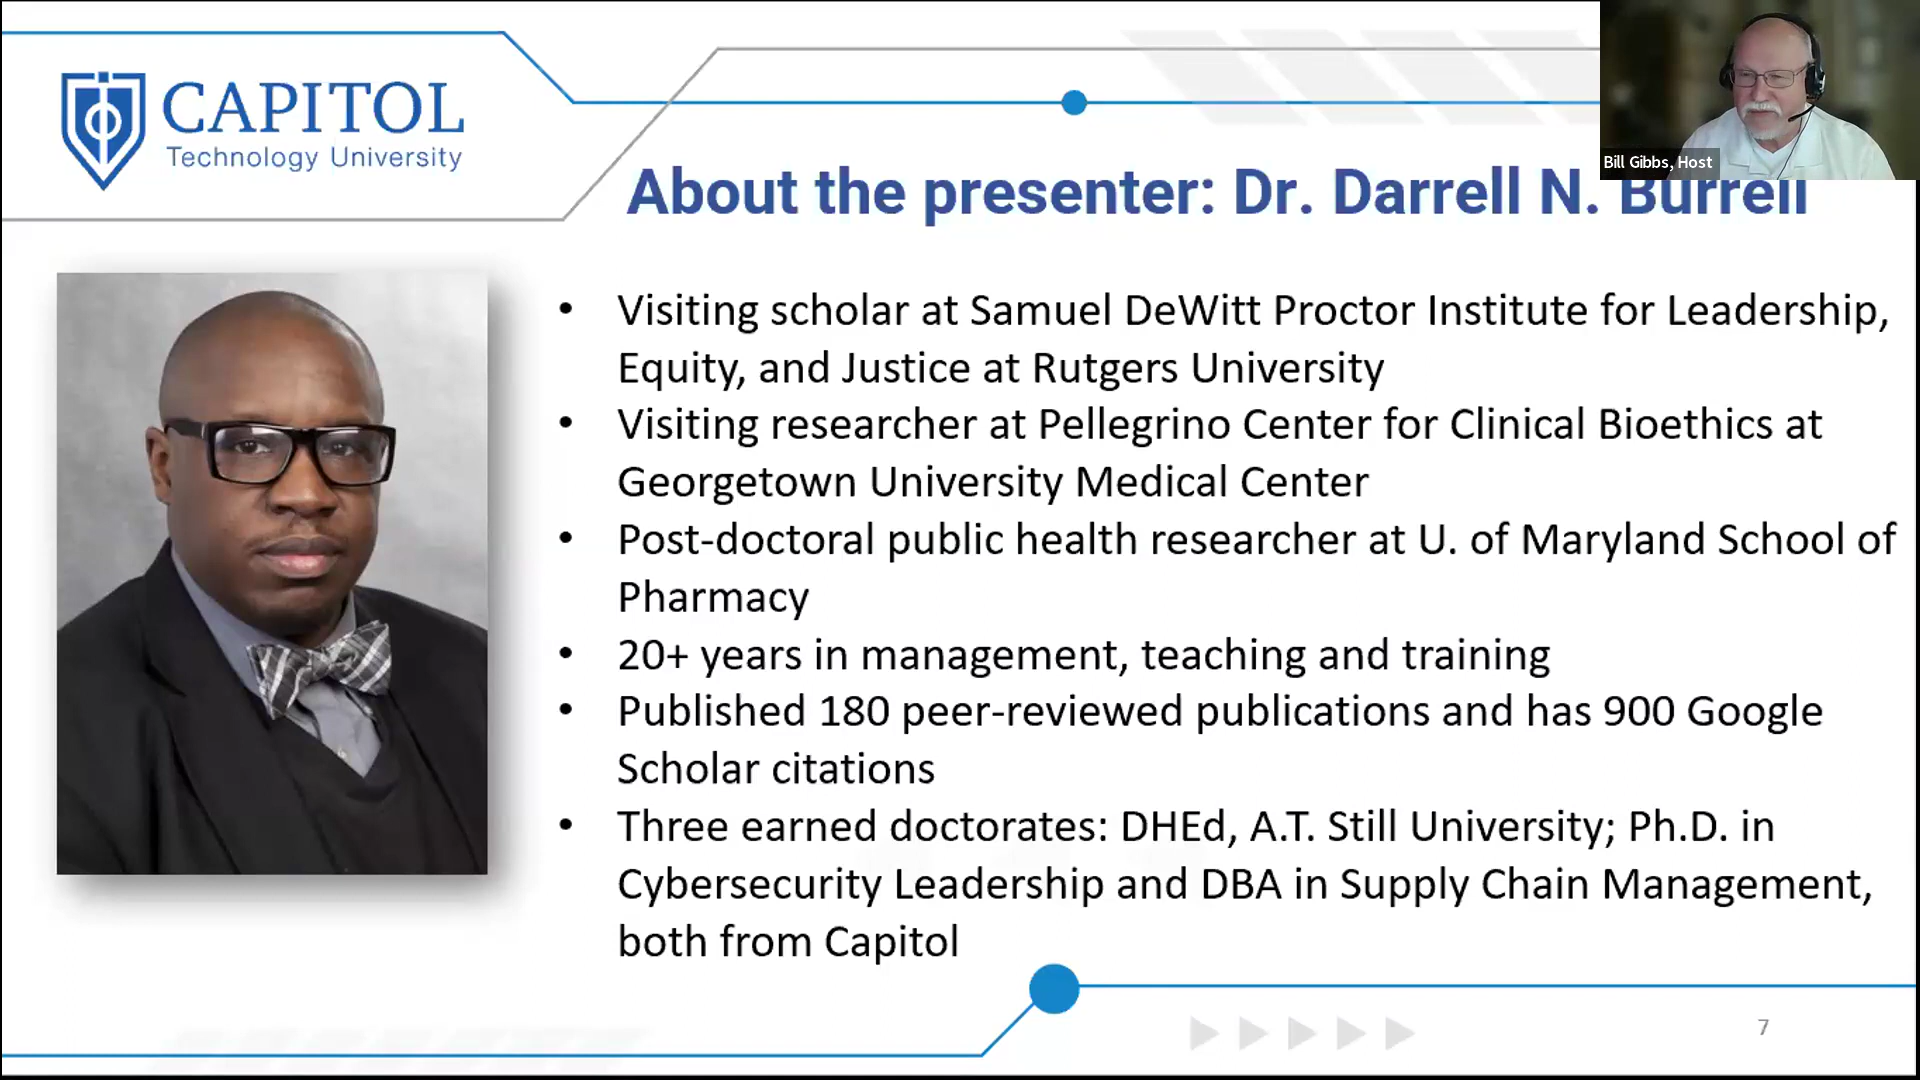 CAPITOL
Technology University
Bill Gibbs, Host
About the presenter: Dr. Darrell N. Burrell
• Visiting scholar at Samuel DeWitt Proctor Institute for Leadership,
Equity, and Justice at Rutgers University
• Visiting researcher at Pellegrino Center for Clinical Bioethics at
Georgetown University Medical Center
• Post-doctoral public health researcher at U. of Maryland School of
Pharmacy
• 20+ years in management, teaching and training
• Published 180 peer-reviewed publications and has 900 Google
Scholar citations
• Three earned doctorates: DHEd, A.T. Still University; Ph.D. in
Cybersecurity Leadership and DBA in Supply Chain Management,
both from Capitol
7